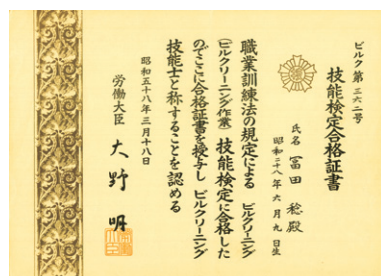 ビルク第三六二号
技能検定合格証書
氏名 冨田 稔殿
昭和二十八年六月九日生
職業訓練法の規定による ビルクリーニング
(ビルクリーニング作業) 技能検定に合格した
のでここに合格証書を授与し ビルクリーニング
技能士と称することを認める
昭和五十八年三月十八日
労働大臣 大野 明